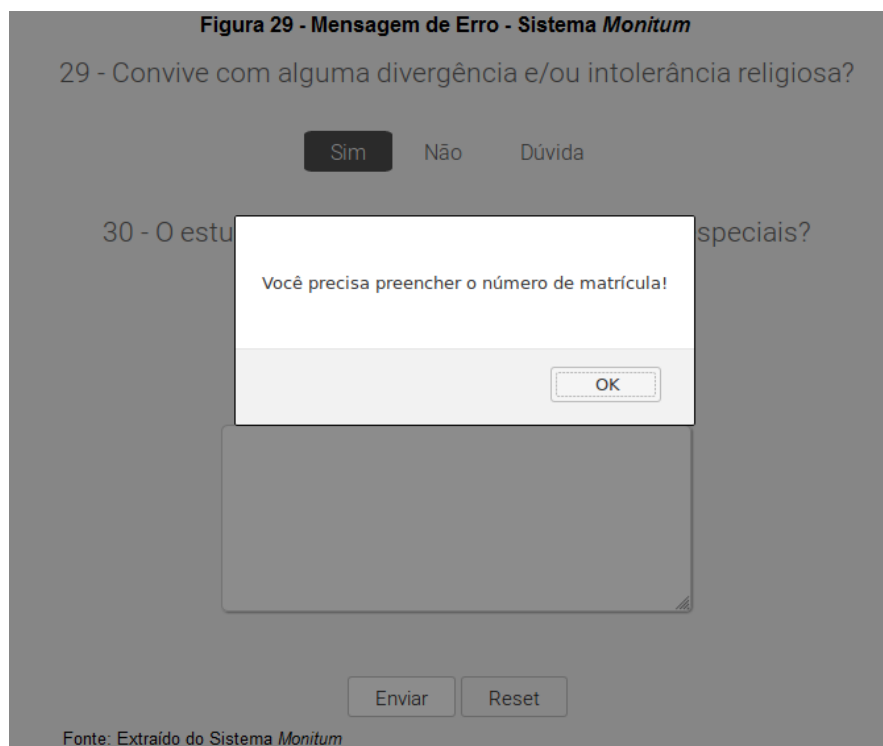 Figura 29 - Mensagem de Erro - Sistema Monitum
29 - Convive com alguma divergência e/ou intolerância religiosa?
Sim Não Dúvida
30 - O estu speciais?
Você precisa preencher o número de matrícula!
OK
Enviar Reset
Fonte: Extraído do Sistema Monitum